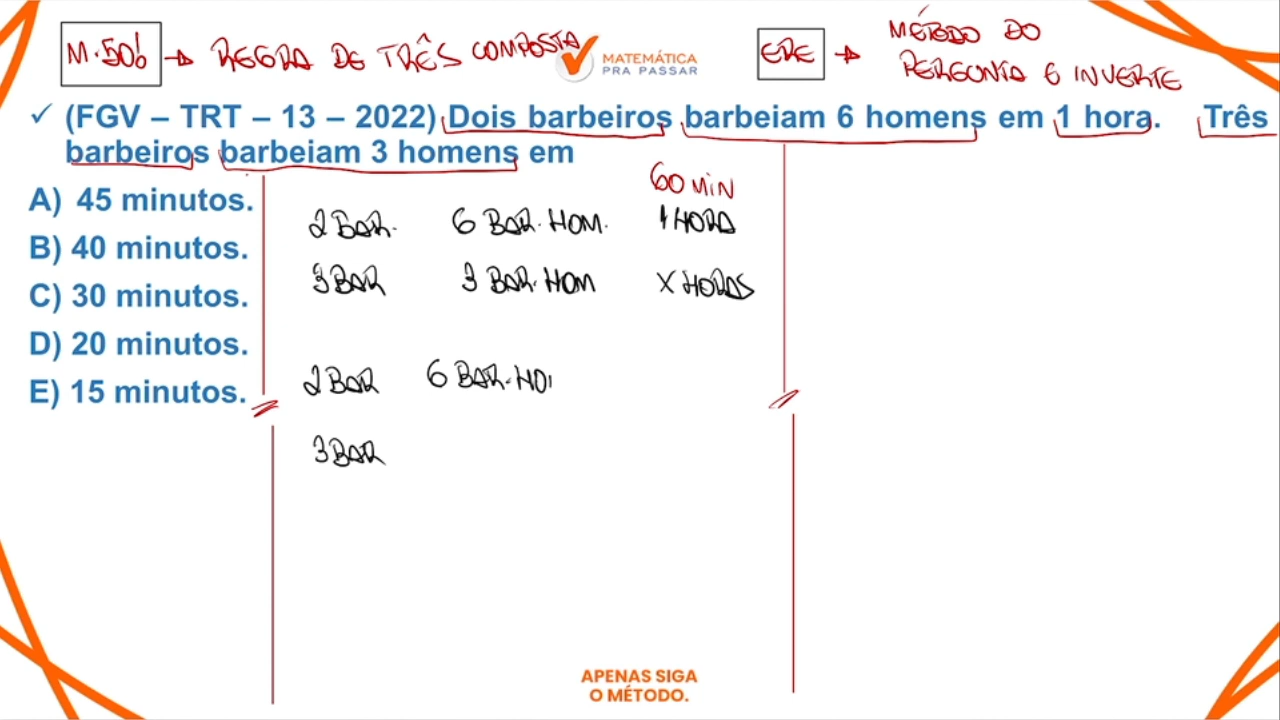 M.50! → REGRA DE TRÊS COMPOSTA
MATEMÁTICA
PRA PASSAR
MÉTODO DO
PERGUNTA E INVERTE
✓ (FGV – TRT – 13 – 2022) Dois barbeiros barbeiam 6 homens em 1 hora. Três
barbeiros barbeiam 3 homens em
A) 45 minutos.
B) 40 minutos.
C) 30 minutos.
D) 20 minutos.
E) 15 minutos.
60 MIN
2 BAR. 6 BAR. HOM. 1 HORA
3 BAR 3 BAR. HOM X HORAS
2 BAR 6 BAR. HO
3 BAR
APENAS SIGA
O MÉTODO.